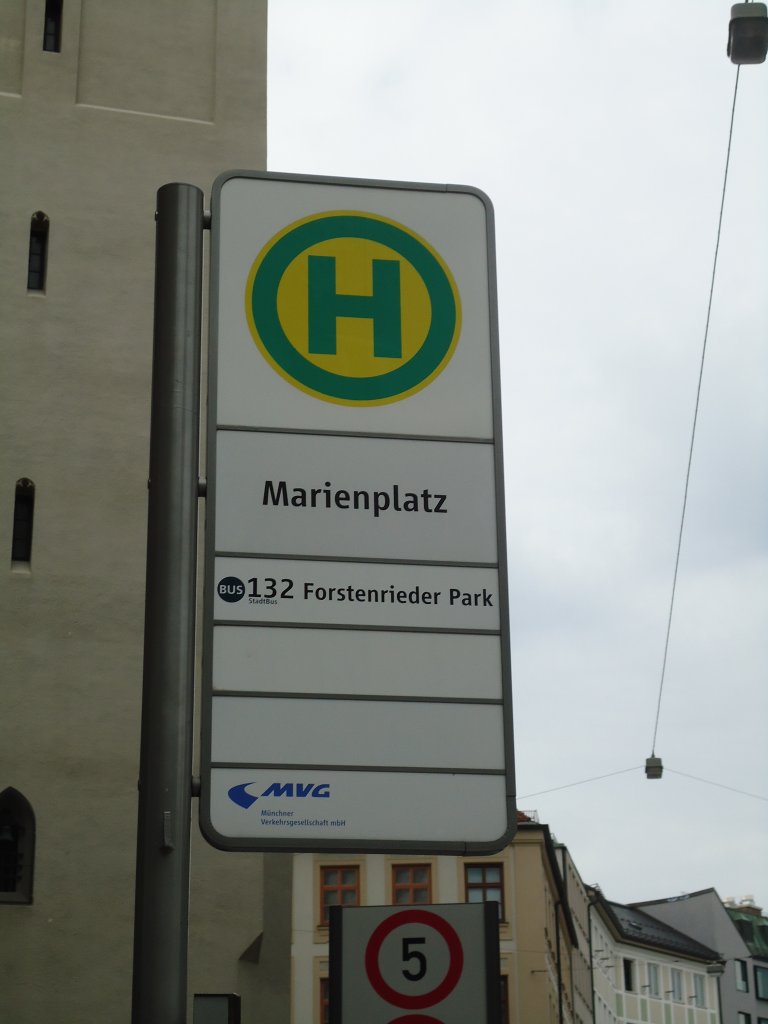 H
Marienplatz
BUS 132 Forstenrieder Park
StadtBus
MVG
Münchner
Verkehrsgesellschaft mbH
5